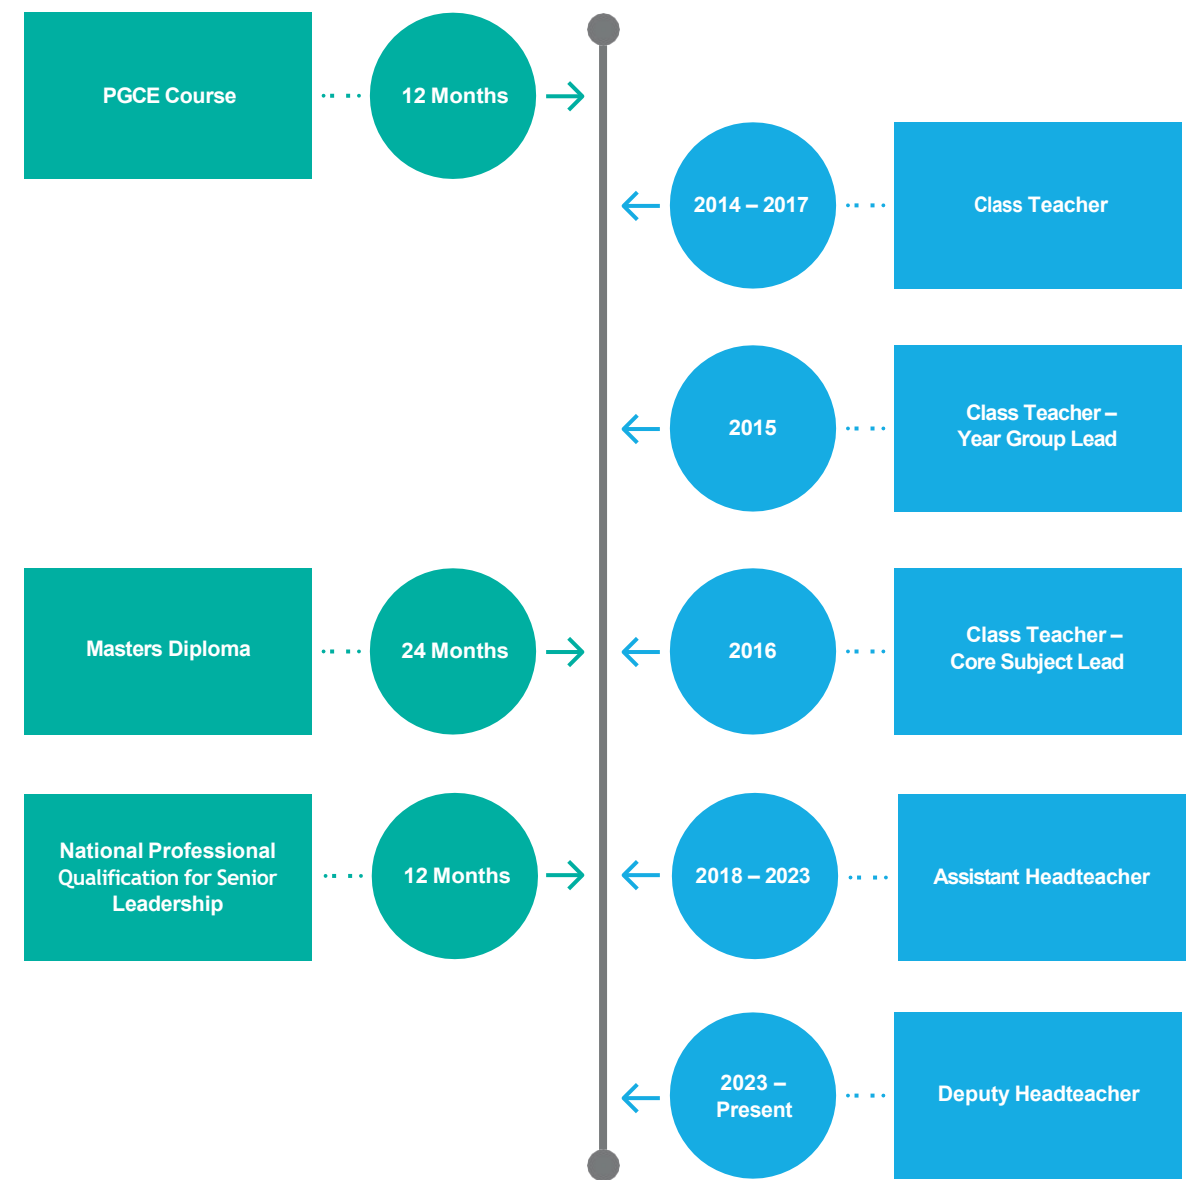 PGCE Course
12 Months
2014 – 2017
Class Teacher
2015
Class Teacher –
Year Group Lead
Masters Diploma
24 Months
2016
Class Teacher –
Core Subject Lead
National Professional
Qualification for Senior
Leadership
12 Months
2018 – 2023
Assistant Headteacher
2023 –
Present
Deputy Headteacher